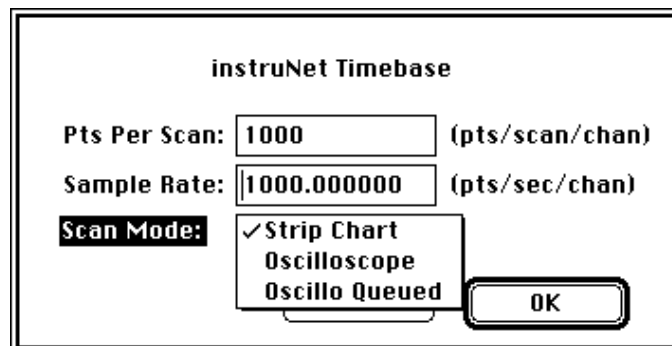 instruNet Timebase
Pts Per Scan: 1000 (pts/scan/chan)
Sample Rate: 1000.000000 (pts/sec/chan)
Scan Mode: ✓Strip Chart
Oscilloscope
Oscillo Queued
OK